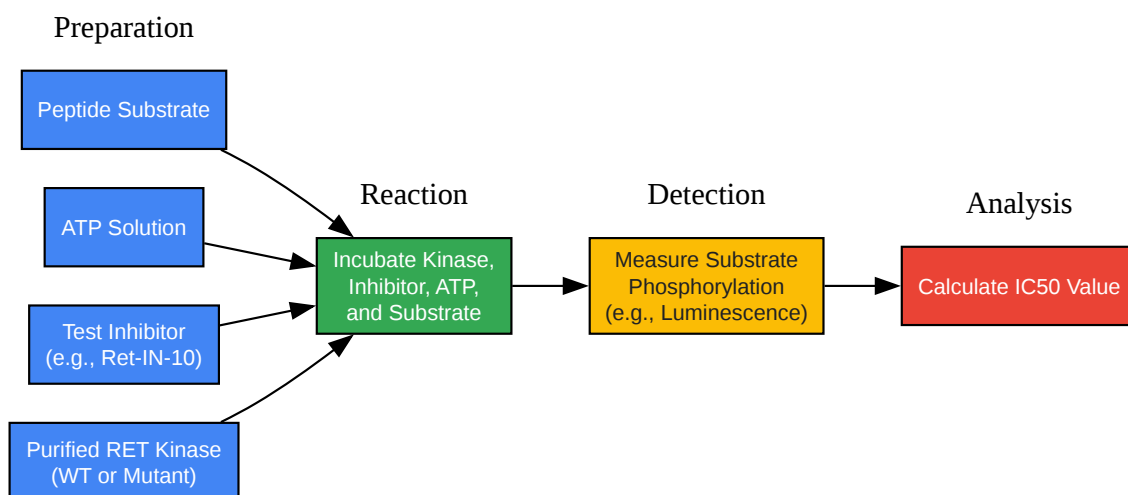 Preparation
Peptide Substrate
ATP Solution
Test Inhibitor
(e.g., Ret-IN-10)
Purified RET Kinase
(WT or Mutant)
Reaction
Incubate Kinase,
Inhibitor, ATP,
and Substrate
Detection
Measure Substrate
Phosphorylation
(e.g., Luminescence)
Analysis
Calculate IC50 Value